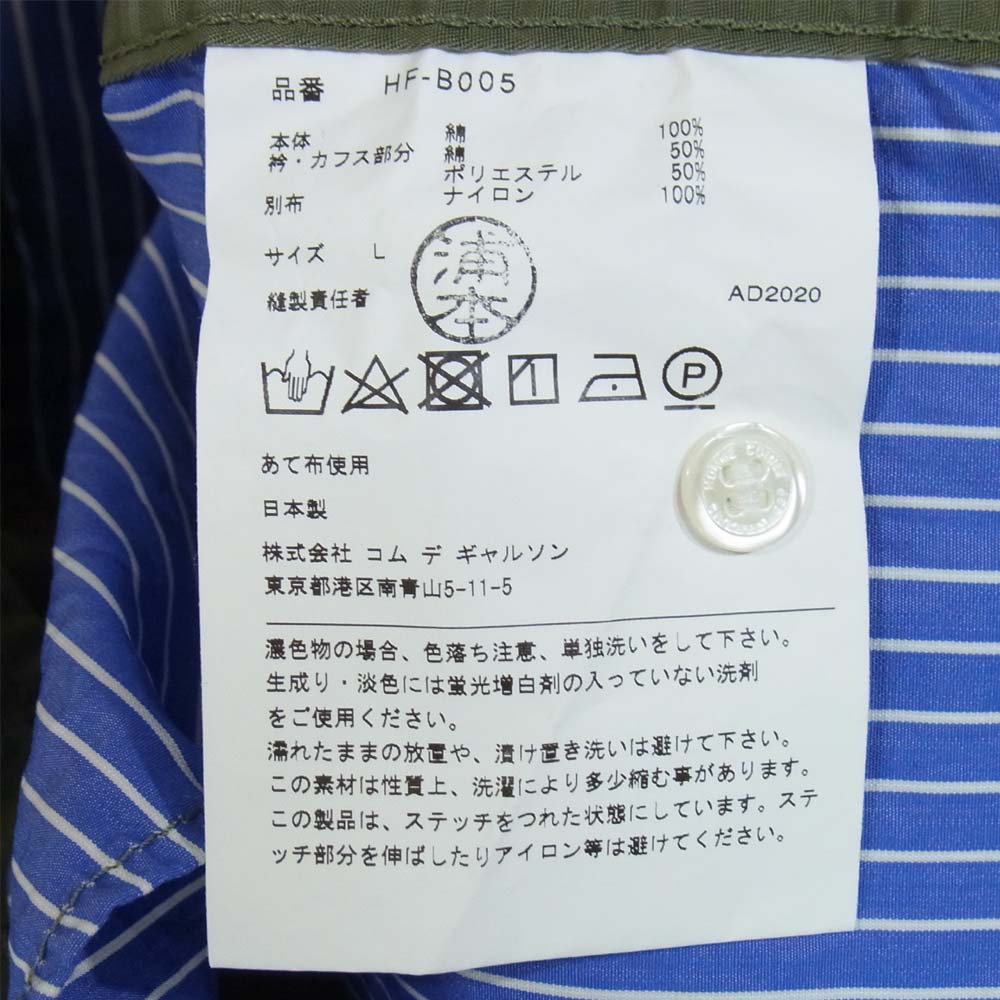 品番 HF-B005
本体 綿 100%
衿・カフス部分 綿 50%
ポリエステル 50%
別布 ナイロン 100%
サイズ L
縫製責任者 浦本
AD2020
1
P
あて布使用
日本製
株式会社 コム デ ギャルソン
東京都港区南青山5-11-5
濃色物の場合、色落ち注意、単独洗いをして下さい。
生成り・淡色には蛍光増白剤の入っていない洗剤
をご使用ください。
濡れたままの放置や、漬け置き洗いは避けて下さい。
この素材は性質上、洗濯により多少縮む事があります。
この製品は、ステッチをつれた状態にしています。ステ
ッチ部分を伸ばしたりアイロン等は避けてください。